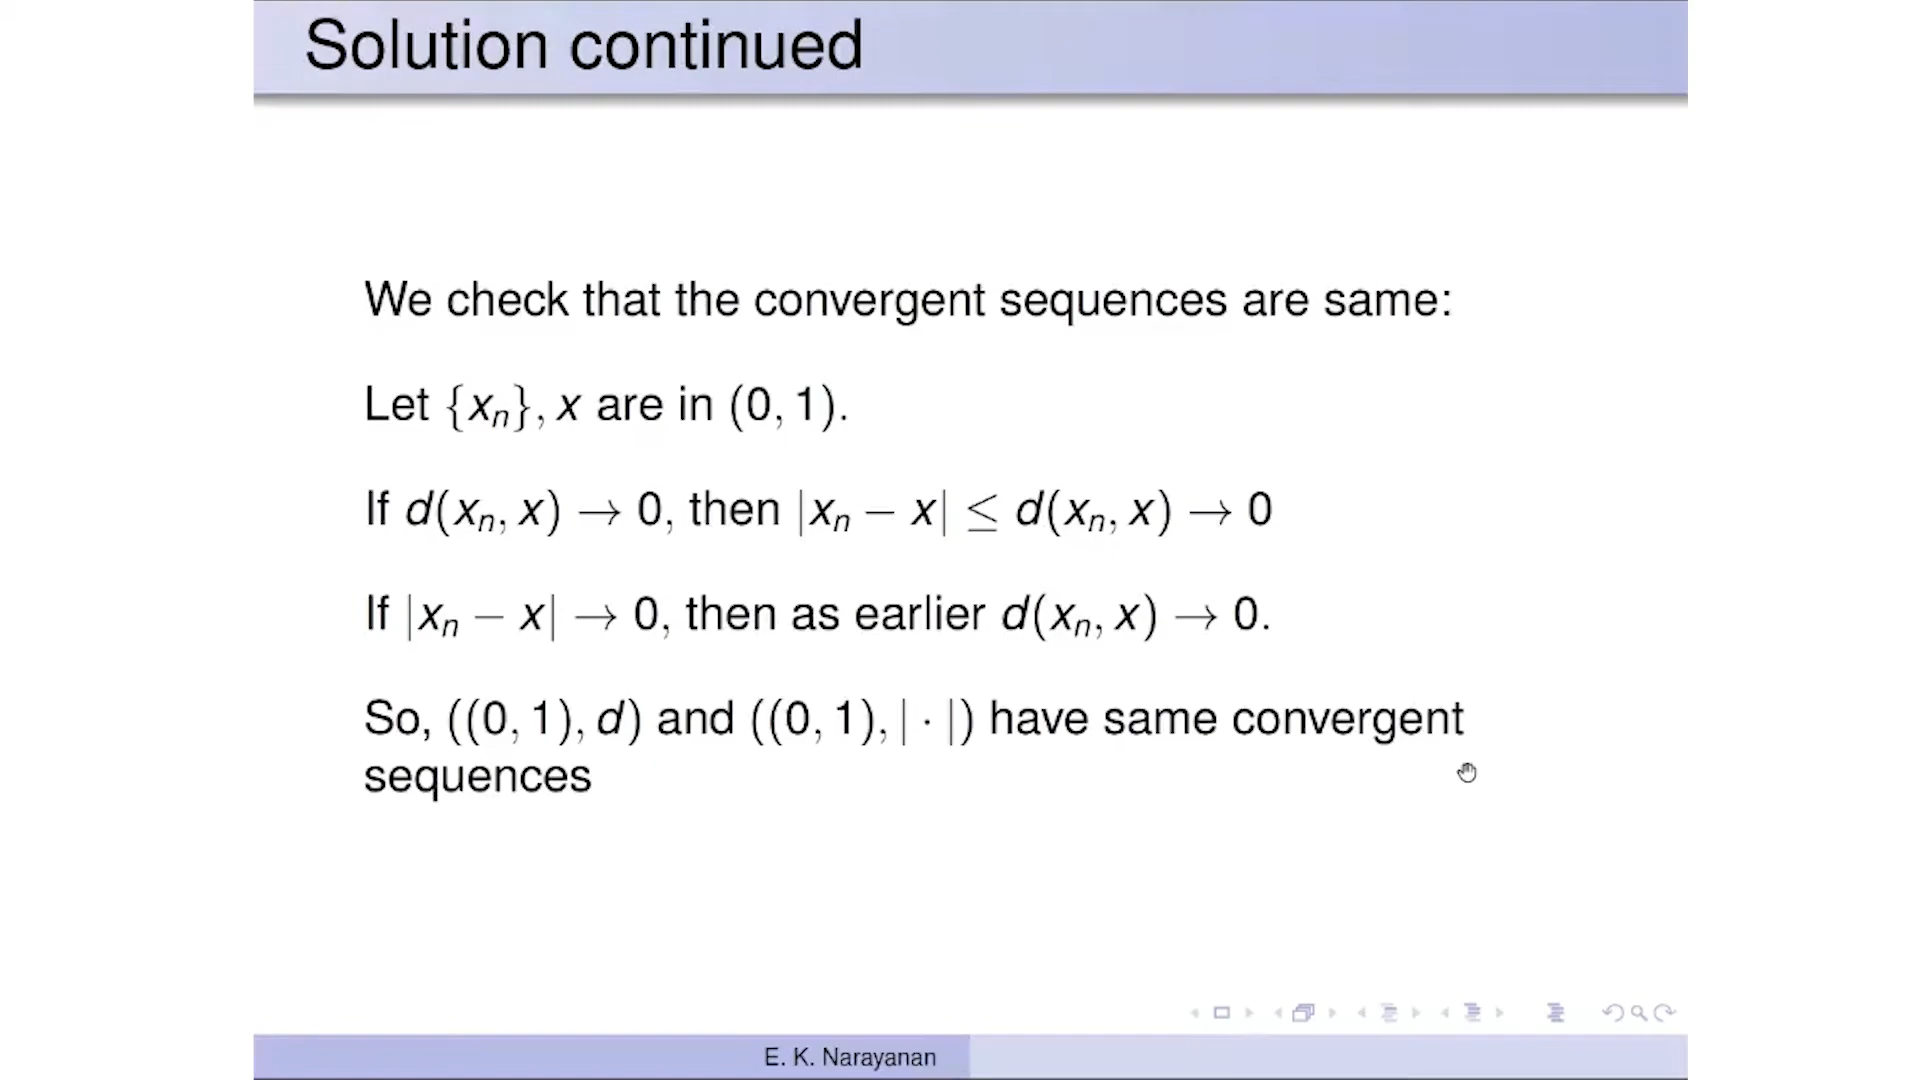 Solution continued
We check that the convergent sequences are same:
Let {xₙ}, x are in (0, 1).
If d(xₙ, x) → 0, then |xₙ − x| ≤ d(xₙ, x) → 0
If |xₙ − x| → 0, then as earlier d(xₙ, x) → 0.
So, ((0, 1), d) and ((0, 1), | · |) have same convergent
sequences
E. K. Narayanan